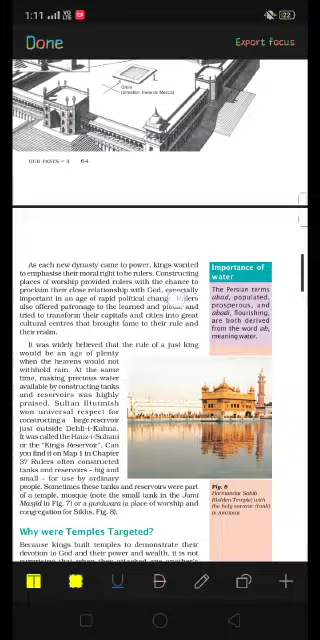 1:11
VO
LTE
22
Done
Export focus
Qibla
(Direction towards Mecca)
OUR PASTS – II 64
As each new dynasty came to power, kings wanted
to emphasise their moral right to be rulers. Constructing
places of worship provided rulers with the chance to
proclaim their close relationship with God, especially
important in an age of rapid political change. Rulers
also offered patronage to the learned and pious, and
tried to transform their capitals and cities into great
cultural centres that brought fame to their rule and
their realm.
It was widely believed that the rule of a just king
would be an age of plenty
when the heavens would not
withhold rain. At the same
time, making precious water
available by constructing tanks
and reservoirs was highly
praised. Sultan Iltutmish
won universal respect for
constructing a large reservoir
just outside Dehli-i-Kuhna.
It was called the Hauz-i-Sultani
or the "King's Reservoir". Can
you find it on Map 1 in Chapter
3? Rulers often constructed
tanks and reservoirs – big and
small – for use by ordinary
people. Sometimes these tanks and reservoirs were part
of a temple, mosque (note the small tank in the Jami
Masjid in Fig. 7) or a gurdwara (a place of worship and
congregation for Sikhs, Fig. 8).
Importance of
water
The Persian terms
abad, populated,
prosperous, and
abadi, flourishing,
are both derived
from the word ab,
meaning water.
Fig. 8
Harmandar Sahib
(Golden Temple) with
the holy sarovar (tank)
in Amritsar.
Why were Temples Targeted?
Because kings built temples to demonstrate their
devotion to God and their power and wealth, it is not
surprising that when they attacked one another's